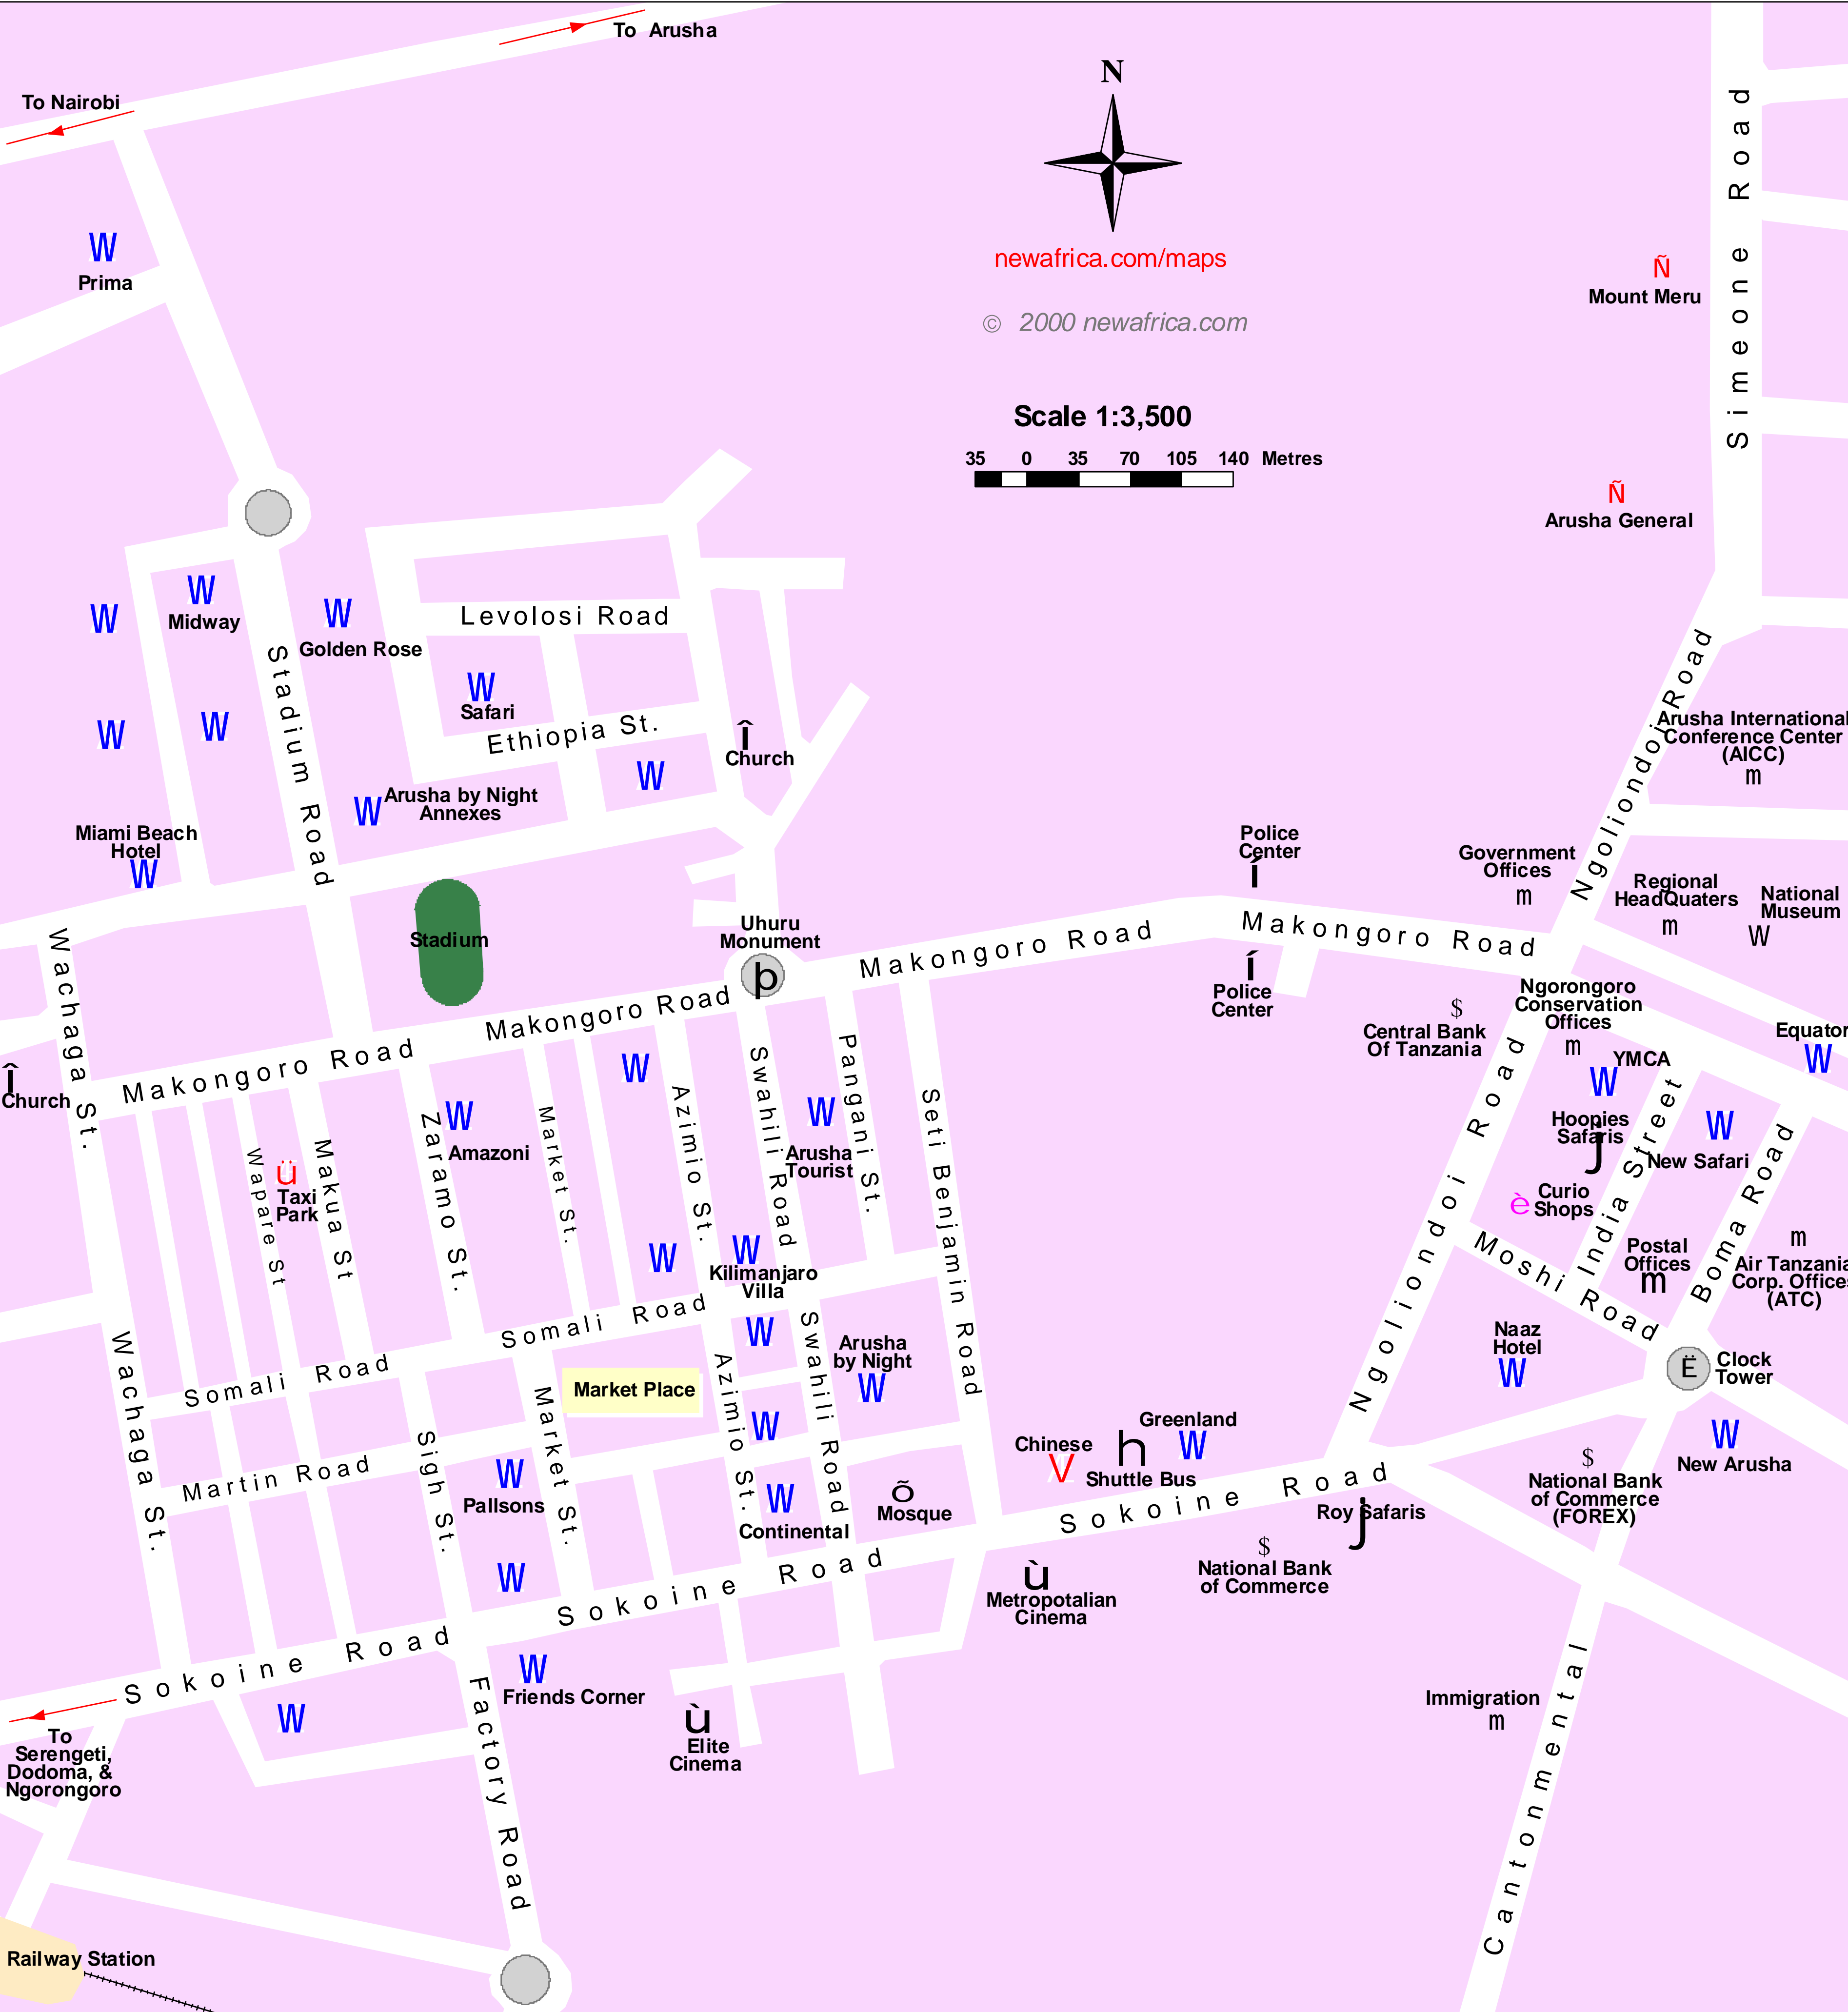 To Arusha
To Nairobi
N
newafrica.com/maps
© 2000 newafrica.com
Scale 1:3,500
35 0 35 70 105 140 Metres
W
Prima
Simeone Road
Ñ
Mount Meru
Ñ
Arusha General
W
Midway
W
W
Golden Rose
Levolosi Road
Stadium Road
W
Safari
Ethiopia St.
W
W
Î
Church
W
W
Arusha by Night
Annexes
Miami Beach
Hotel
W
Ngoliondoi Road
Arusha International
Conference Center
(AICC)
m
Police
Center
í
Government
Offices
m
Regional
HeadQuaters
m
National
Museum
W
Stadium
Uhuru
Monument
þ
Makongoro Road
Makongoro Road
Makongoro Road
Makongoro Road
í
Police
Center
Wachaga St.
Î
Church
$
Central Bank
Of Tanzania
Ngorongoro
Conservation
Offices
m
YMCA
W
Equator
W
Hoopies
Safaris
j
W
New Safari
India Street
Boma Road
è
Curio
Shops
Postal
Offices
m
m
Air Tanzania
Corp. Offices
(ATC)
Moshi Road
Ngoliondoi Road
W
Amazoni
W
W
Arusha
Tourist
Wapare St
ü
Taxi
Park
Makua St
Zaramo St.
Market St.
Azimio St.
Swahili Road
Pangani St.
Seti Benjamin Road
W
W
Kilimanjaro
Villa
Somali Road
Somali Road
W
Arusha
by Night
W
Market Place
Wachaga St.
Martin Road
Sigh St.
Market St.
Azimio St.
Swahili Road
W
W
Pallsons
W
Continental
Õ
Mosque
Chinese
V
h
Shuttle Bus
Greenland
W
Naaz
Hotel
W
Ë
Clock
Tower
W
New Arusha
$
National Bank
of Commerce
(FOREX)
Roy Safaris
j
$
National Bank
of Commerce
Sokoine Road
Sokoine Road
Sokoine Road
ù
Metropotalian
Cinema
W
W
Friends Corner
W
ù
Elite
Cinema
Factory Road
Immigration
m
Cantonmental
To
Serengeti,
Dodoma, &
Ngorongoro
Railway Station